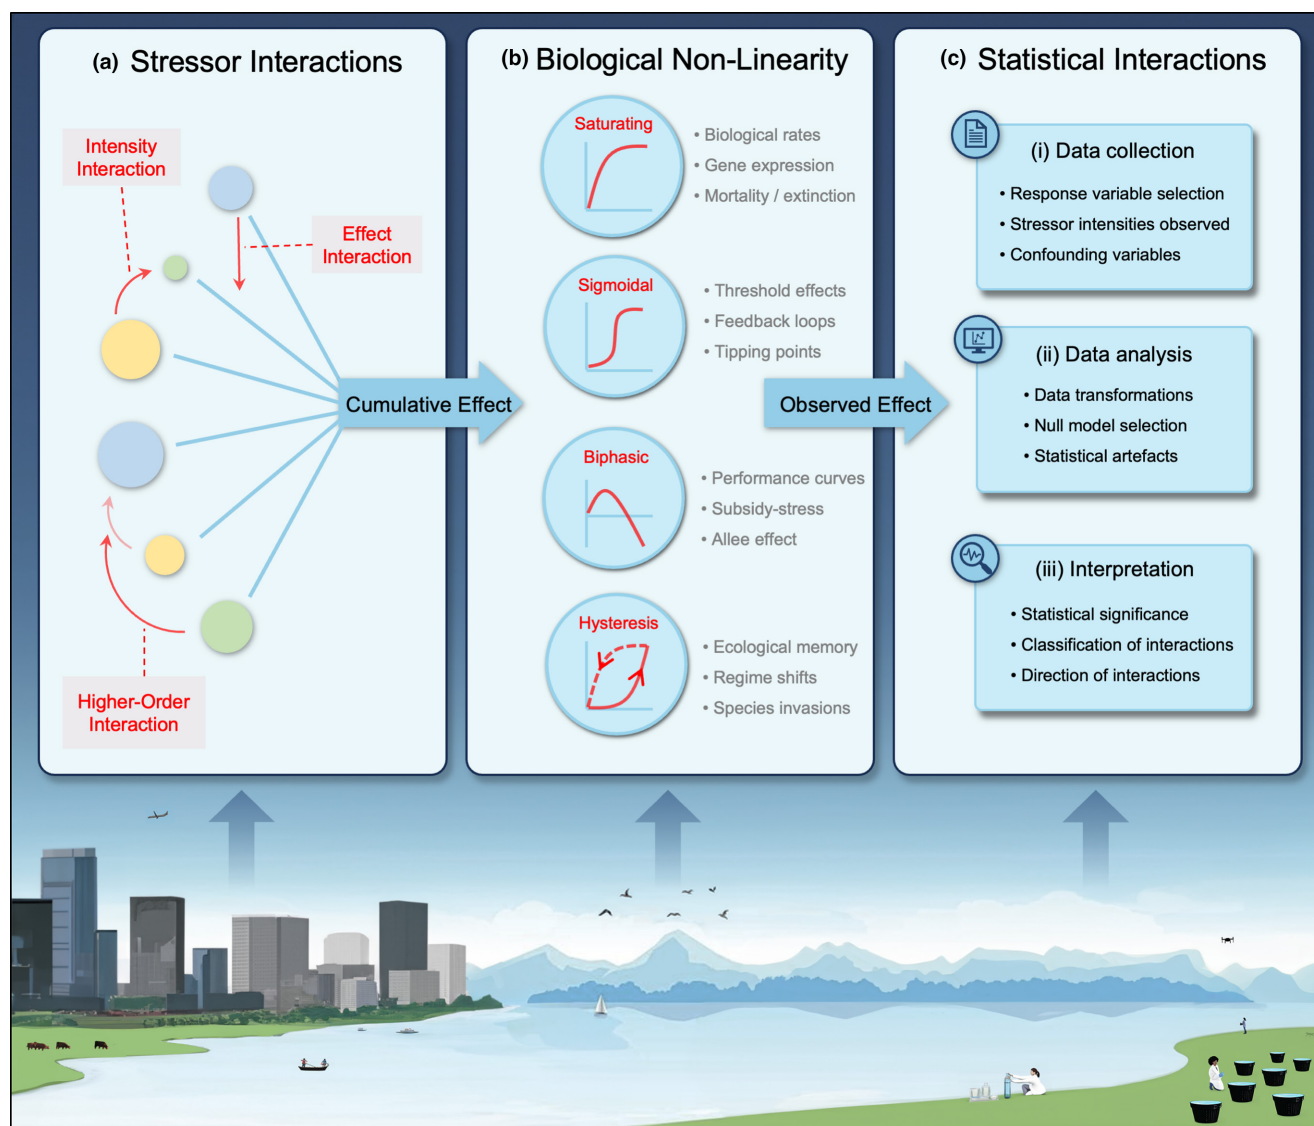 (a) Stressor Interactions
Intensity
Interaction
Effect
Interaction
Higher-Order
Interaction
Cumulative Effect
(b) Biological Non-Linearity
Saturating
• Biological rates
• Gene expression
• Mortality / extinction
Sigmoidal
• Threshold effects
• Feedback loops
• Tipping points
Biphasic
• Performance curves
• Subsidy-stress
• Allee effect
Hysteresis
• Ecological memory
• Regime shifts
• Species invasions
Observed Effect
(c) Statistical Interactions
(i) Data collection
• Response variable selection
• Stressor intensities observed
• Confounding variables
(ii) Data analysis
• Data transformations
• Null model selection
• Statistical artefacts
(iii) Interpretation
• Statistical significance
• Classification of interactions
• Direction of interactions